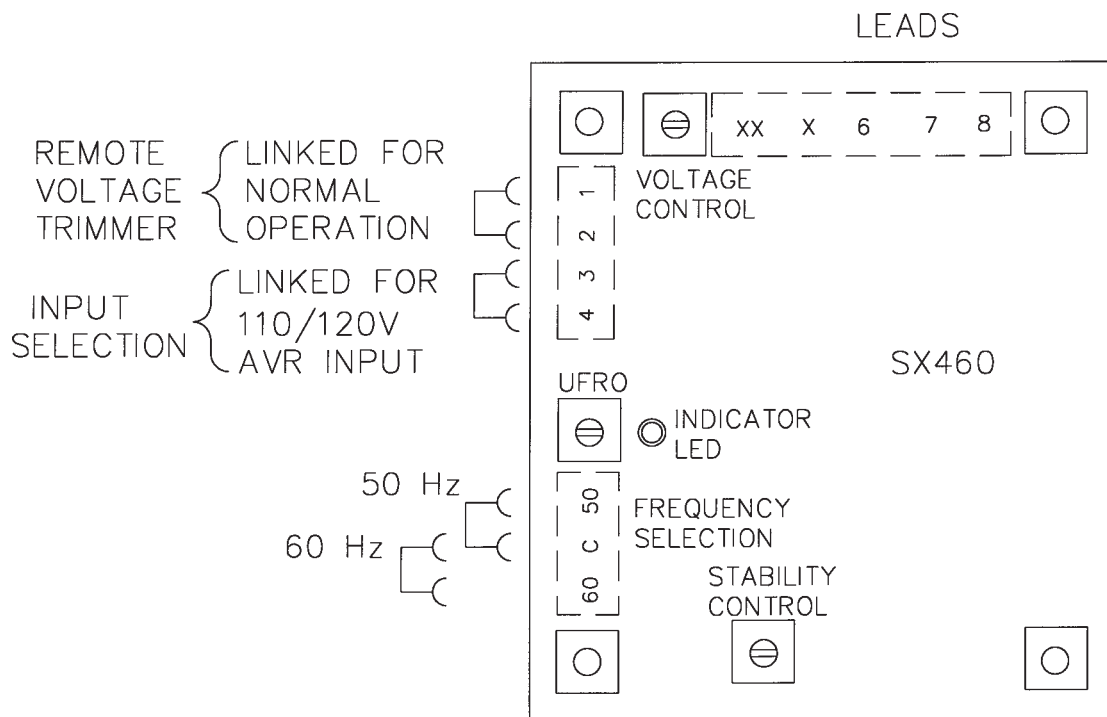 LEADS
XX X 6 7 8
VOLTAGE
CONTROL
REMOTE
VOLTAGE
TRIMMER
LINKED FOR
NORMAL
OPERATION
1
2
3
4
INPUT
SELECTION
LINKED FOR
110/120V
AVR INPUT
SX460
UFRO
INDICATOR
LED
50 Hz
60 Hz
50
C
60
FREQUENCY
SELECTION
STABILITY
CONTROL